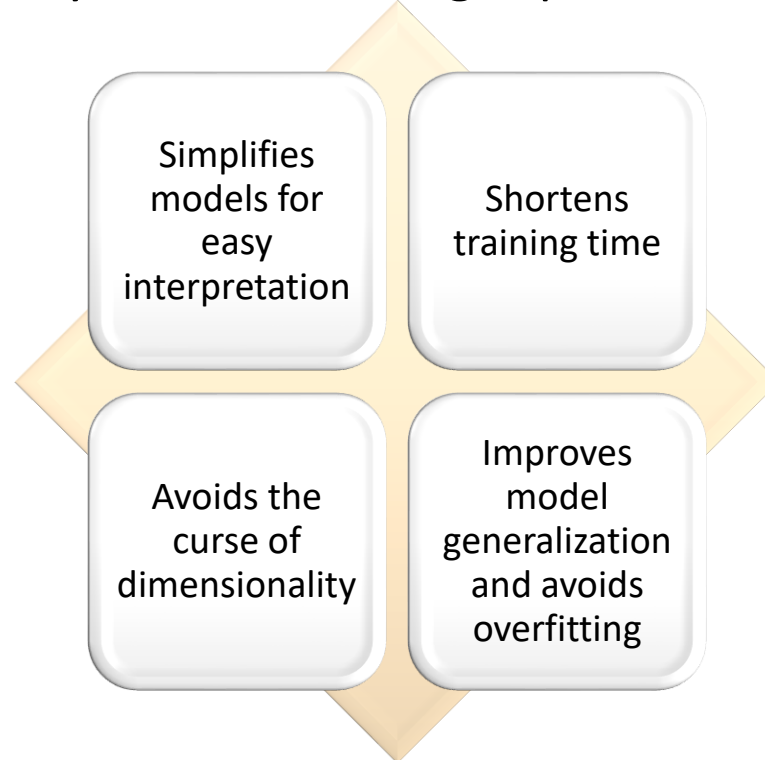 Simplifies
models for
easy
interpretation
Shortens
training time
Avoids the
curse of
dimensionality
Improves
model
generalization
and avoids
overfitting